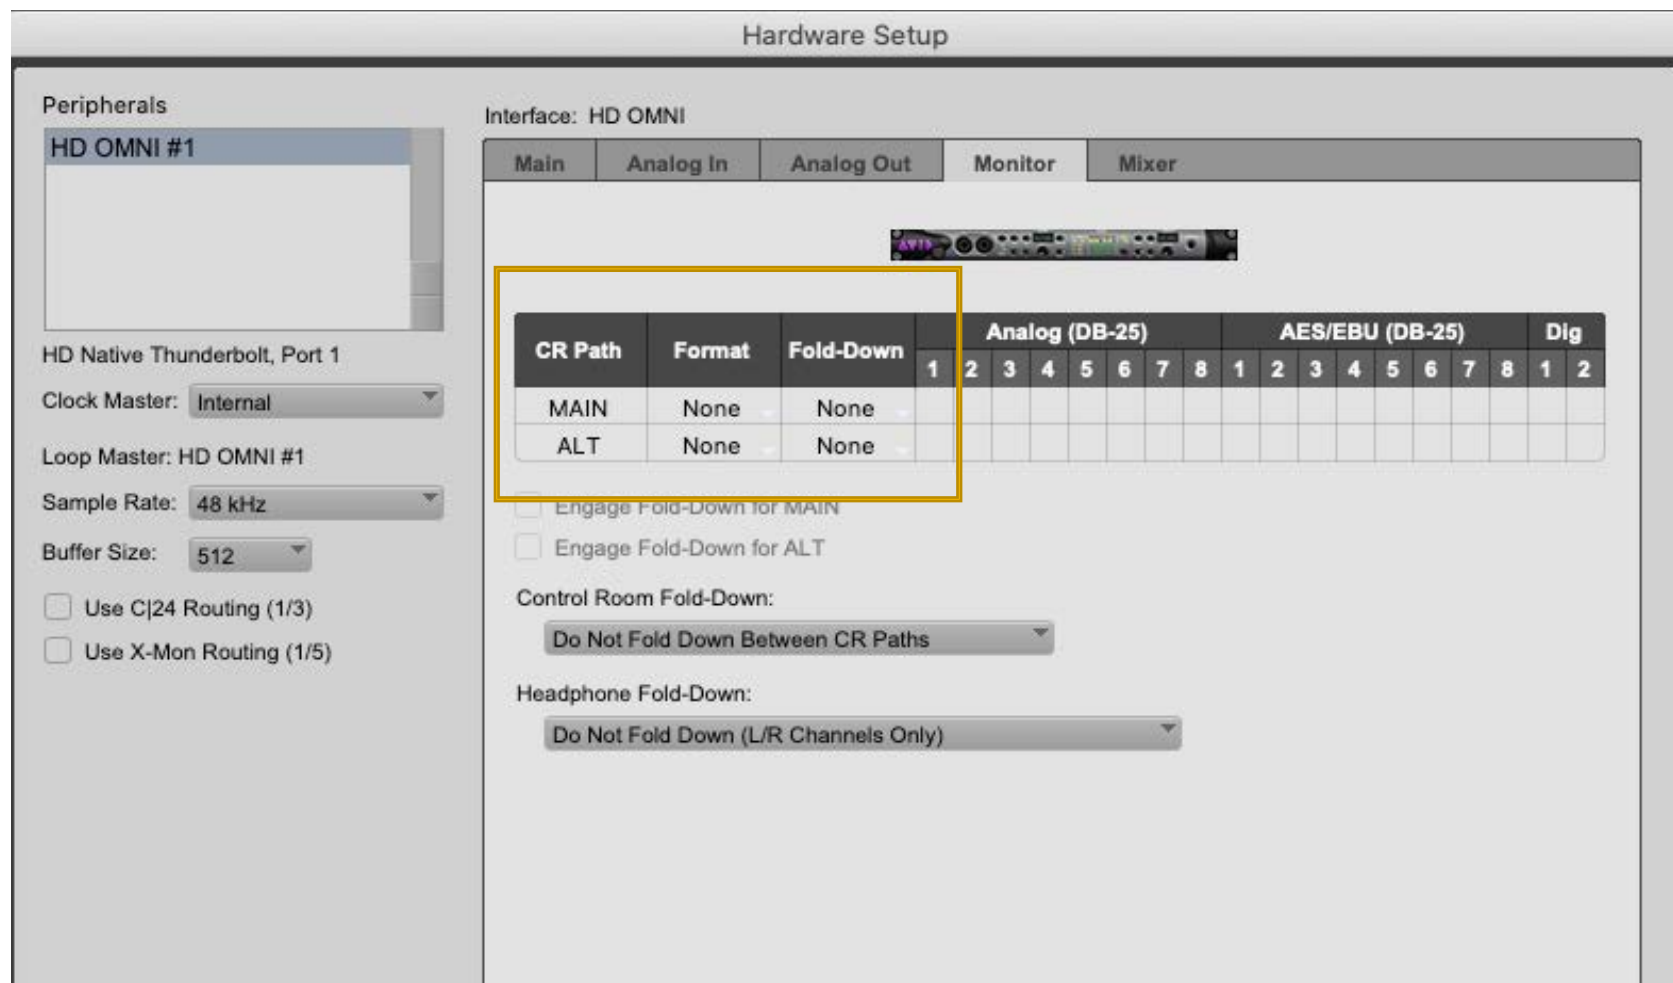 Hardware Setup
Peripherals
HD OMNI #1
HD Native Thunderbolt, Port 1
Clock Master: Internal
Loop Master: HD OMNI #1
Sample Rate: 48 kHz
Buffer Size: 512
Use C|24 Routing (1/3)
Use X-Mon Routing (1/5)
Interface: HD OMNI
Main Analog In Analog Out Monitor Mixer
AVID
CR Path Format Fold-Down Analog (DB-25) AES/EBU (DB-25) Dig
1 2 3 4 5 6 7 8 1 2 3 4 5 6 7 8 1 2
MAIN None None
ALT None None
Engage Fold-Down for MAIN
Engage Fold-Down for ALT
Control Room Fold-Down:
Do Not Fold Down Between CR Paths
Headphone Fold-Down:
Do Not Fold Down (L/R Channels Only)